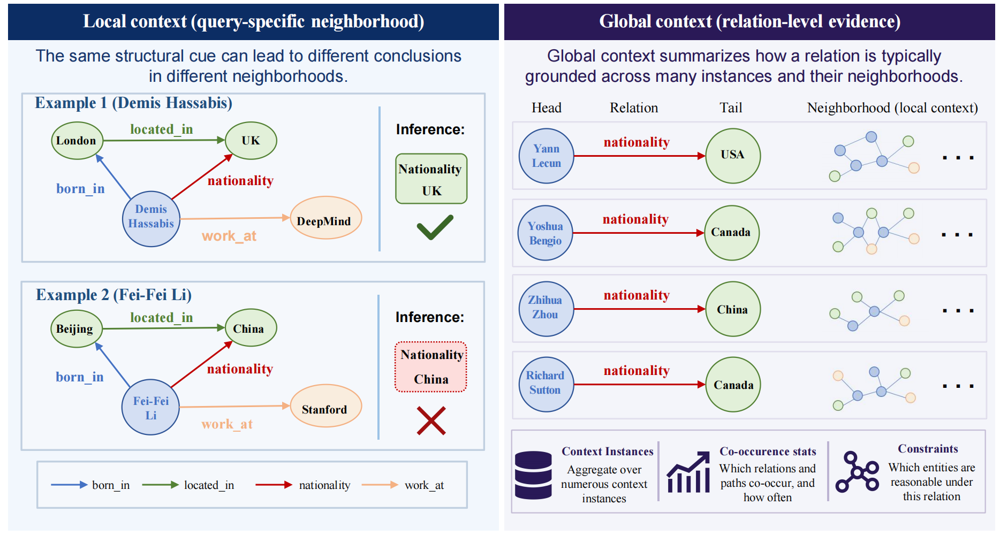 Local context (query-specific neighborhood)
The same structural cue can lead to different conclusions
in different neighborhoods.
Example 1 (Demis Hassabis)
London
located_in
UK
born_in
nationality
Demis
Hassabis
work_at
DeepMind
Inference:
Nationality
UK
Example 2 (Fei-Fei Li)
Beijing
located_in
China
born_in
nationality
Fei-Fei
Li
work_at
Stanford
Inference:
Nationality
China
born_in
located_in
nationality
work_at
Global context (relation-level evidence)
Global context summarizes how a relation is typically
grounded across many instances and their neighborhoods.
Head
Relation
Tail
Neighborhood (local context)
Yann
Lecun
nationality
USA
. . .
Yoshua
Bengio
nationality
Canada
. . .
Zhihua
Zhou
nationality
China
. . .
Richard
Sutton
nationality
Canada
. . .
Context Instances
Aggregate over
numerous context
instances
Co-occurence stats
Which relations and
paths co-occur, and
how often
Constraints
Which entities are
reasonable under
this relation